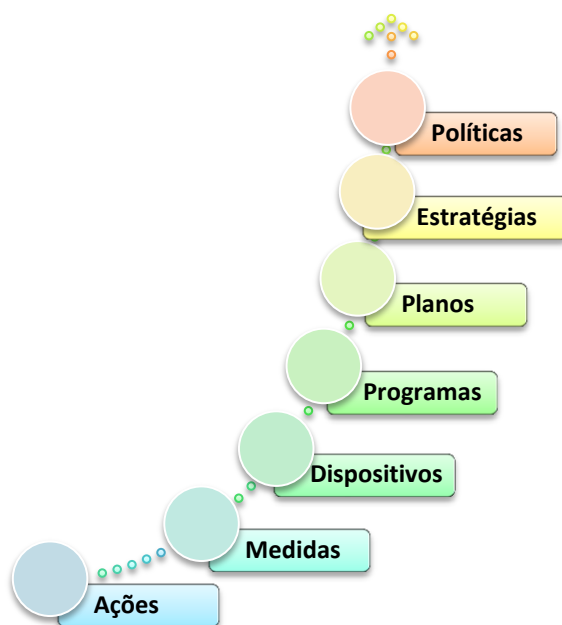 Políticas
Estratégias
Planos
Programas
Dispositivos
Medidas
Ações